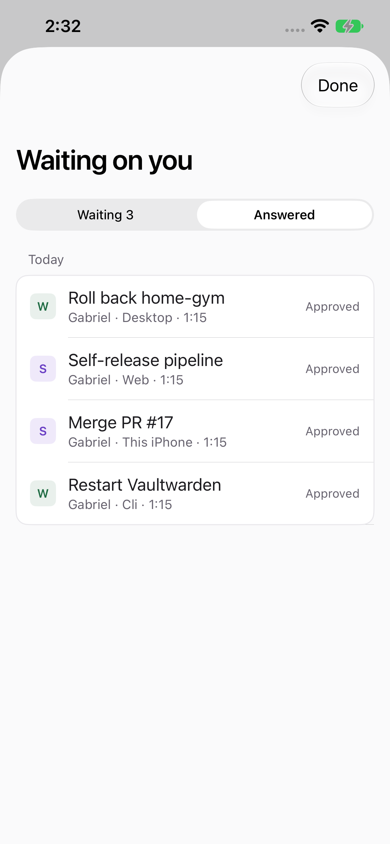 2:32
Done
Waiting on you
Waiting 3
Answered
Today
W
Roll back home-gym
Gabriel · Desktop · 1:15
Approved
S
Self-release pipeline
Gabriel · Web · 1:15
Approved
S
Merge PR #17
Gabriel · This iPhone · 1:15
Approved
W
Restart Vaultwarden
Gabriel · Cli · 1:15
Approved